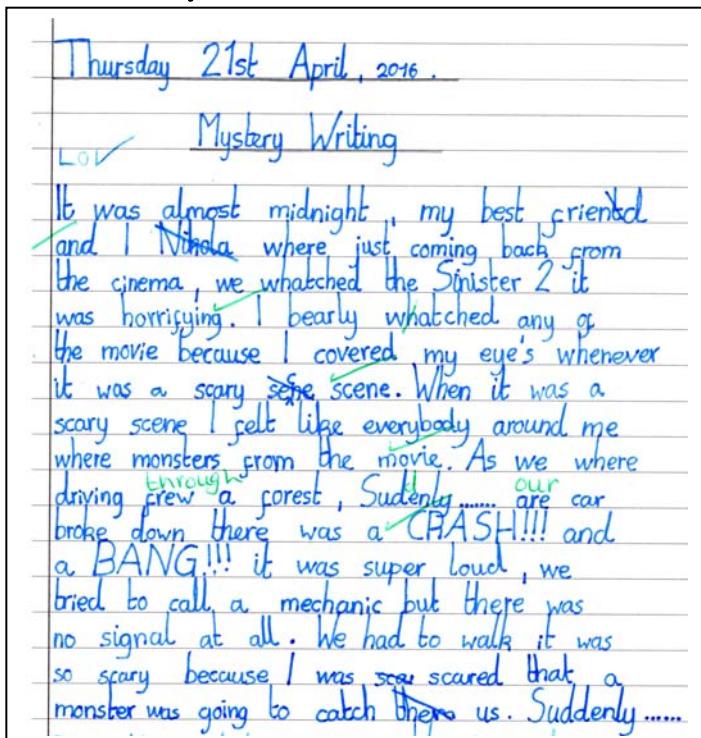 Thursday 21st April, 2016.
Mystery Writing
LO✓
It was almost midnight, my best friend
and I Nikola where just coming back from
the cinema, we whatched the Sinister 2 it
was horrifying. I bearly whatched any of
the movie because I covered my eye's whenever
it was a scary scene. When it was a
scary scene I felt like everybody around me
where monsters from the movie. As we where
through d our
driving frew a forest, Suddenly....... are car
broke down there was a CRASH!!! and
a BANG!!! it was super loud, we
tried to call a mechanic but there was
no signal at all. We had to walk it was
so scary because I was scar scared that a
monster was going to catch them us. Suddenly......